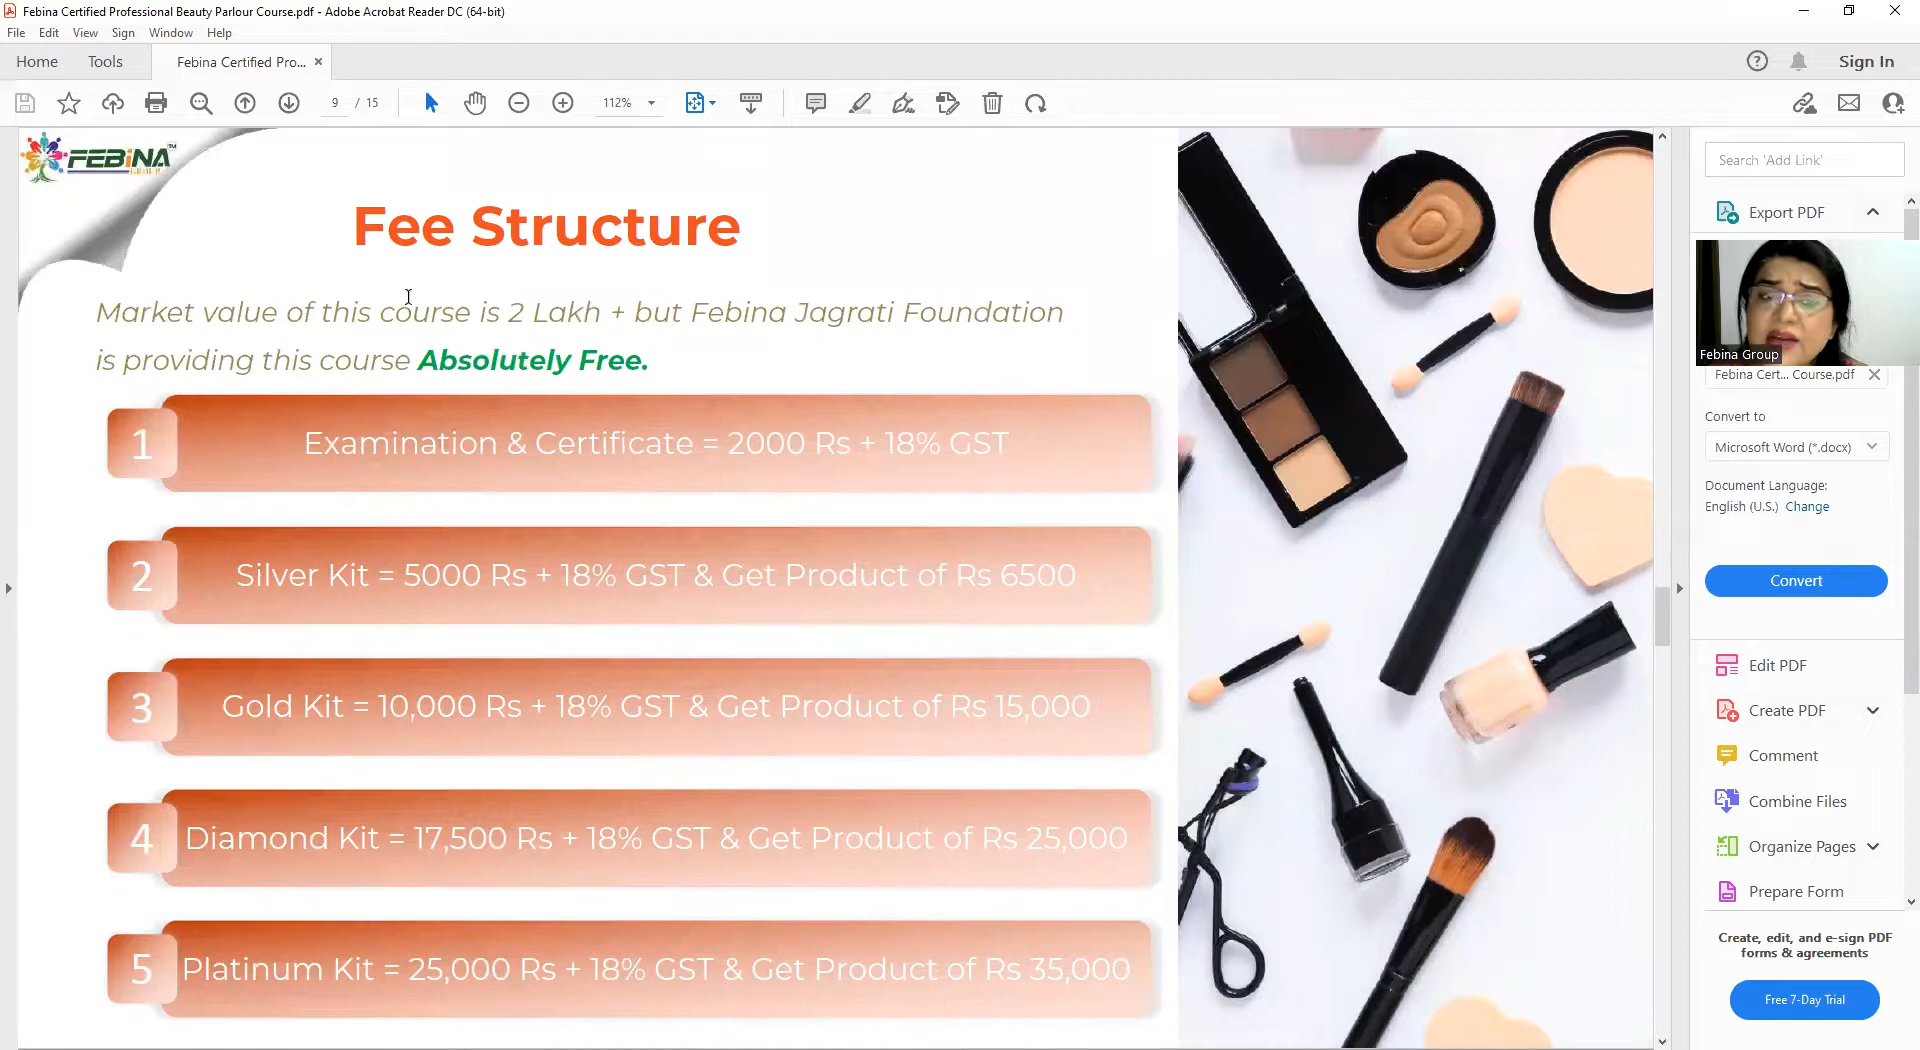 Febina Certified Professional Beauty Parlour Course.pdf - Adobe Acrobat Reader DC (64-bit)
File Edit View Sign Window Help
Home Tools Febina Certified Pro... × Sign In
9 / 15 112%
FEBiNA™
GROUP
Search 'Add Link'
Fee Structure
Market value of this course is 2 Lakh + but Febina Jagrati Foundation
is providing this course Absolutely Free.
1 Examination & Certificate = 2000 Rs + 18% GST
2 Silver Kit = 5000 Rs + 18% GST & Get Product of Rs 6500
3 Gold Kit = 10,000 Rs + 18% GST & Get Product of Rs 15,000
4 Diamond Kit = 17,500 Rs + 18% GST & Get Product of Rs 25,000
5 Platinum Kit = 25,000 Rs + 18% GST & Get Product of Rs 35,000
Export PDF
Febina Group
Febina Cert... Course.pdf
Convert to
Microsoft Word (*.docx)
Document Language:
English (U.S.) Change
Convert
Edit PDF
Create PDF
Comment
Combine Files
Organize Pages
Prepare Form
Create, edit, and e-sign PDF
forms & agreements
Free 7-Day Trial